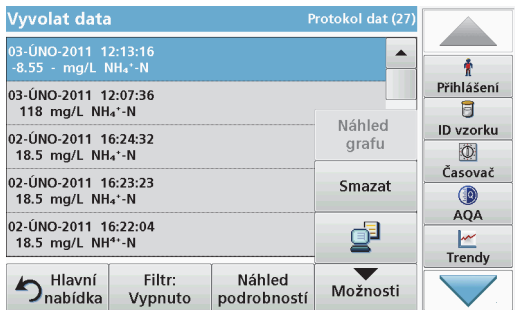 Vyvolat data
Protokol dat (27)
03-ÚNO-2011 12:13:16
-8.55 - mg/L NH₄⁺-N
03-ÚNO-2011 12:07:36
118 mg/L NH₄⁺-N
02-ÚNO-2011 16:24:32
18.5 mg/L NH₄⁺-N
02-ÚNO-2011 16:23:23
18.5 mg/L NH₄⁺-N
02-ÚNO-2011 16:22:04
18.5 mg/L NH⁴⁺-N
Náhled
grafu
Smazat
Hlavní
nabídka
Filtr:
Vypnuto
Náhled
podrobností
Možnosti
Přihlášení
ID vzorku
Časovač
AQA
Trendy